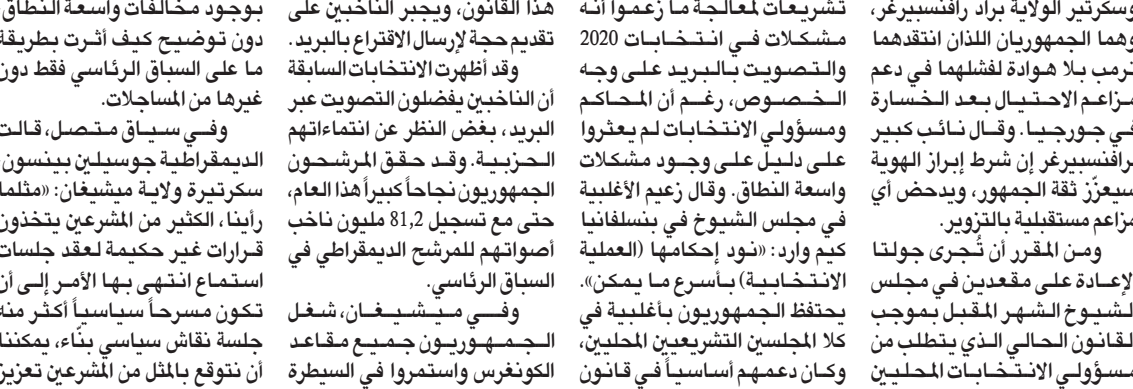 وسكرتير الولاية براد رافنسبيرغر،
وهما الجمهوريان اللذان انتقدهما
ترمب بلا هوادة لفشلهما في دعم
مزاعم الاحتيال بعد الخسارة
في جورجيا. وقال نائب كبير
لرافنسبيرغر إن شرط إبراز الهوية
سيعزّز ثقة الجمهور، ويدحض أي
مزاعم مستقبلية بالتزوير.
ومن المقرر أن تُجرى جولتا
الإعادة على مقعدين في مجلس
الشيوخ الشهر المقبل بموجب
القانون الحالي الذي يتطلب من
مسؤولي الانتخابات المحليين
تشريعات لمعالجة ما زعموا أنه
مشكلات في انتخابات 2020
والتصويت بالبريد على وجه
الخصوص، رغم أن المحاكم
ومسؤولي الانتخابات لم يعثروا
على دليل على وجود مشكلات
واسعة النطاق. وقال زعيم الأغلبية
في مجلس الشيوخ في بنسلفانيا
كيم وارد: «نود إحكامها (العملية
الانتخابية) بأسرع ما يمكن».
يحتفظ الجمهوريون بأغلبية في
كلا المجلسين التشريعيين المحليين،
وكان دعمهم أساسياً في قانون
هذا القانون، ويجبر الناخبين على
تقديم حجة لإرسال الاقتراع بالبريد.
وقد أظهرت الانتخابات السابقة
أن الناخبين يفضلون التصويت عبر
البريد، بغض النظر عن انتماءاتهم
الحزبية. وقد حقق المرشحون
الجمهوريون نجاحاً كبيراً هذا العام،
حتى مع تسجيل 81,2 مليون ناخب
أصواتهم للمرشح الديمقراطي في
السباق الرئاسي.
وفي ميشيغان، شغل
الجمهوريون جميع مقاعد
الكونغرس واستمروا في السيطرة
بوجود مخالفات واسعة النطاق،
دون توضيح كيف أثرت بطريقة
ما على السباق الرئاسي فقط دون
غيرها من المساجلات.
وفي سياق متصل، قالت
الديمقراطية جوسيلين بينسون،
سكرتيرة ولاية ميشيغان: «مثلما
رأينا، الكثير من المشرعين يتخذون
قرارات غير حكيمة لعقد جلسات
استماع انتهى بها الأمر إلى أن
تكون مسرحاً سياسياً أكثر منه
جلسة نقاش سياسي بنّاء، يمكننا
أن نتوقع بالمثل من المشرعين تعزيز